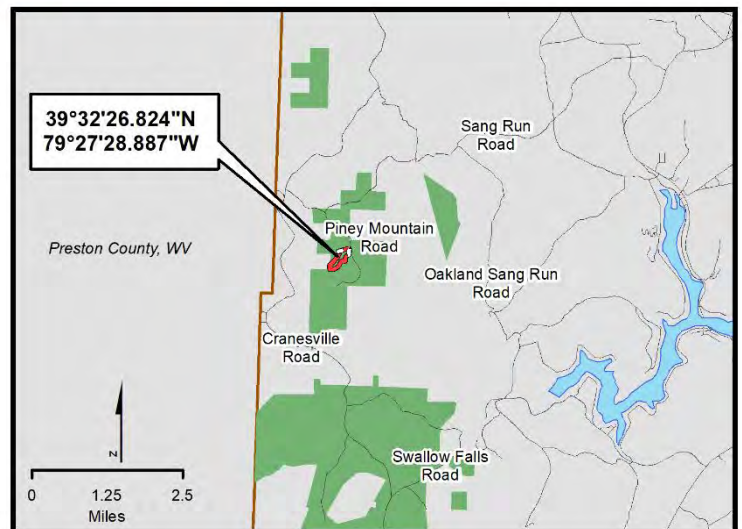 39°32'26.824"N
79°27'28.887"W
Sang Run
Road
Piney Mountain
Road
Preston County, WV
Oakland Sang Run
Road
Cranesville
Road
N
Swallow Falls
Road
0 1.25 2.5
Miles